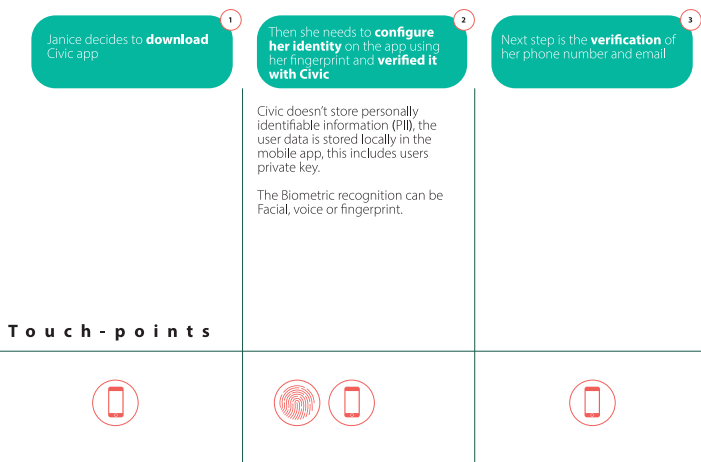 1
Janice decides to download
Civic app
2
Then she needs to configure
her identity on the app using
her fingerprint and verified it
with Civic
3
Next step is the verification of
her phone number and email
Civic doesn't store personally
identifiable information (PII), the
user data is stored locally in the
mobile app, this includes users
private key.
The Biometric recognition can be
Facial, voice or fingerprint.
Touch-points